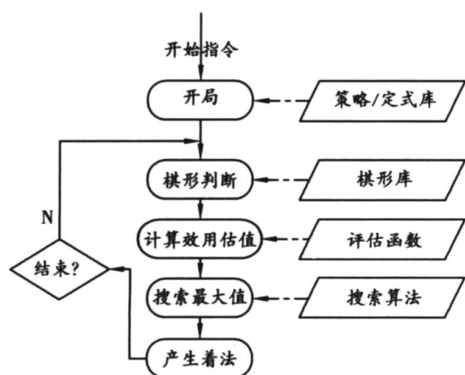 开始指令
开局
策略/定式库
棋形判断
棋形库
N
计算效用估值
评估函数
结束?
搜索最大值
搜索算法
产生着法